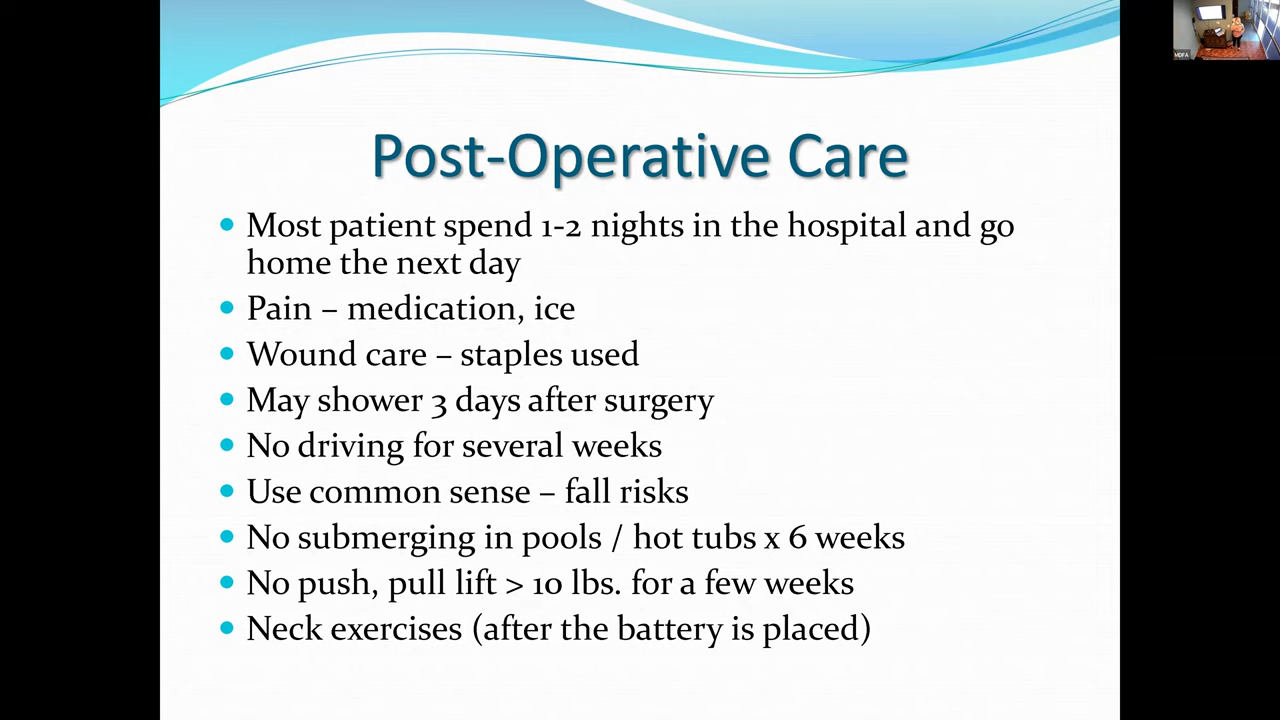 Post-Operative Care
Most patient spend 1-2 nights in the hospital and go
home the next day
Pain – medication, ice
Wound care – staples used
May shower 3 days after surgery
No driving for several weeks
Use common sense – fall risks
No submerging in pools / hot tubs x 6 weeks
No push, pull lift > 10 lbs. for a few weeks
Neck exercises (after the battery is placed)
MDFA